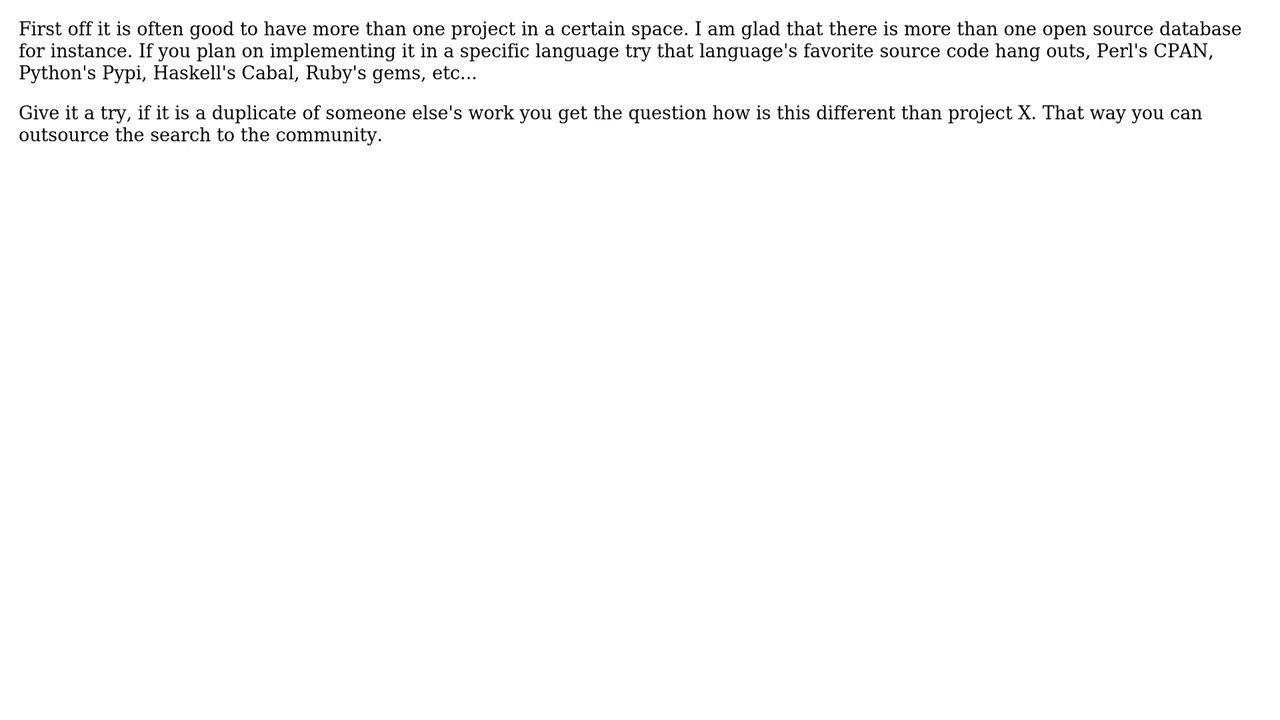 First off it is often good to have more than one project in a certain space. I am glad that there is more than one open source database
for instance. If you plan on implementing it in a specific language try that language's favorite source code hang outs, Perl's CPAN,
Python's Pypi, Haskell's Cabal, Ruby's gems, etc...
Give it a try, if it is a duplicate of someone else's work you get the question how is this different than project X. That way you can
outsource the search to the community.